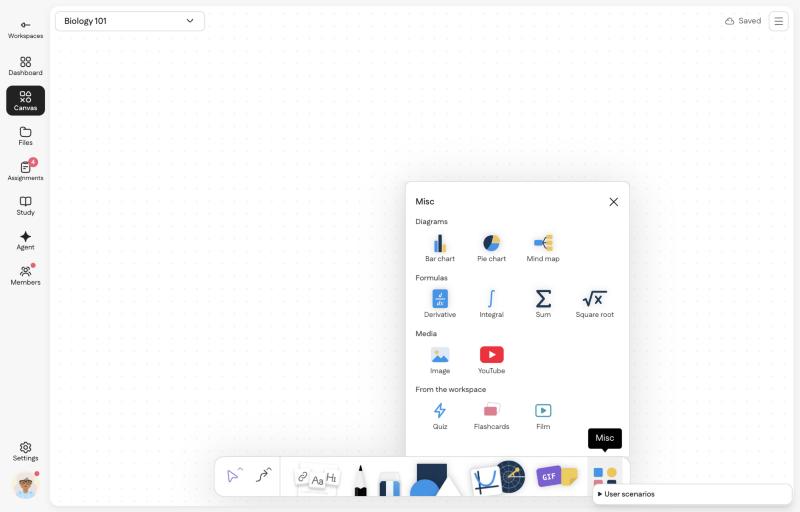 Biology 101
Saved
Workspaces
Dashboard
Canvas
Files
4
Assignments
Study
Agent
Members
Settings
Misc
Diagrams
Bar chart
Pie chart
Mind map
Formulas
d
dx
Derivative
∫
Integral
Σ
Sum
√x
Square root
Media
Image
YouTube
From the workspace
Quiz
Flashcards
Film
Misc
Aa
H1
GIF
User scenarios